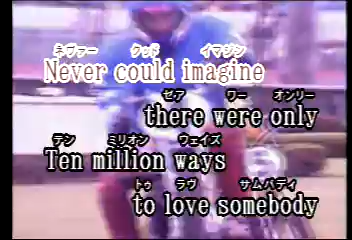 ネヴァー クッド イマジン
Never could imagine
ゼア ワー オンリー
there were only
テン ミリオン ウェイズ
Ten million ways
トゥ ラヴ サムバディ
to love somebody